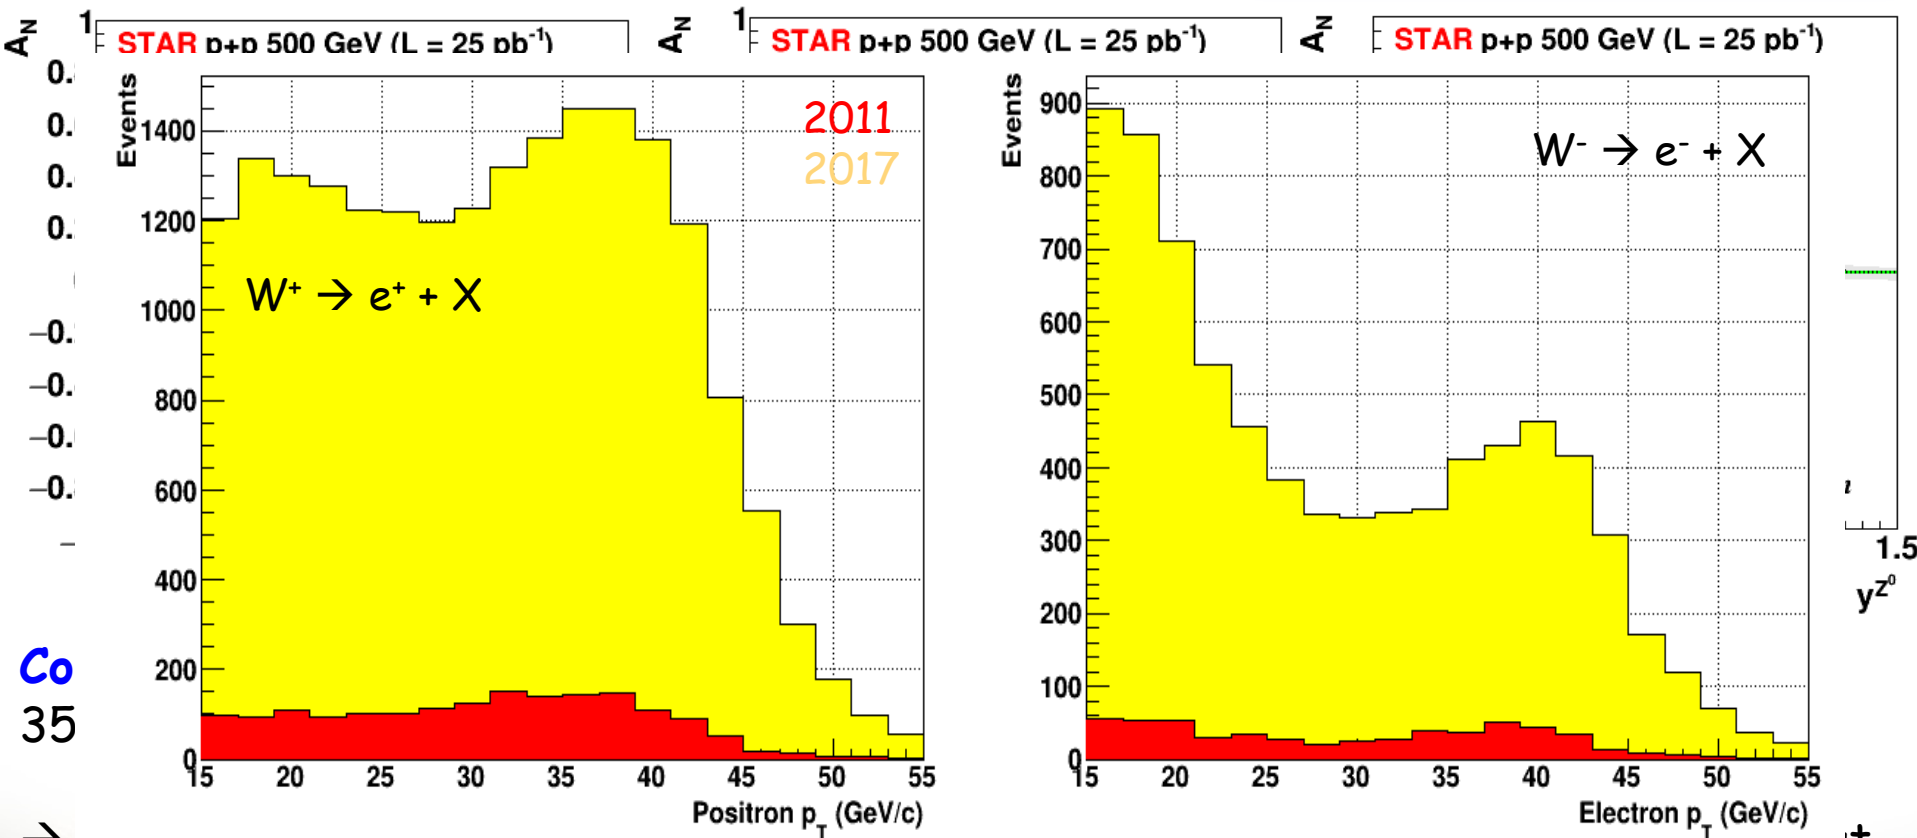 A_N 1 STAR p+p 500 GeV (L = 25 pb⁻¹)
A_N 1 STAR p+p 500 GeV (L = 25 pb⁻¹)
A_N STAR p+p 500 GeV (L = 25 pb⁻¹)
Events
1400
1200
1000
800
600
400
200
0
2011
2017
W⁺ → e⁺ + X
15 20 25 30 35 40 45 50 55
Positron p_T (GeV/c)
Events
900
800
700
600
500
400
300
200
100
0
W⁻ → e⁻ + X
15 20 25 30 35 40 45 50 55
Electron p_T (GeV/c)
1.5
y^Z⁰
Co
35
→
+